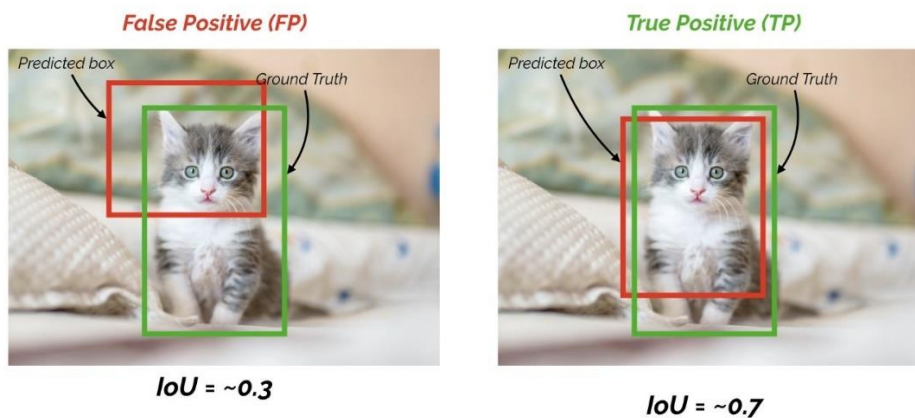 False Positive (FP)
Predicted box
Ground Truth
IoU = ~0.3
True Positive (TP)
Predicted box
Ground Truth
IoU = ~0.7